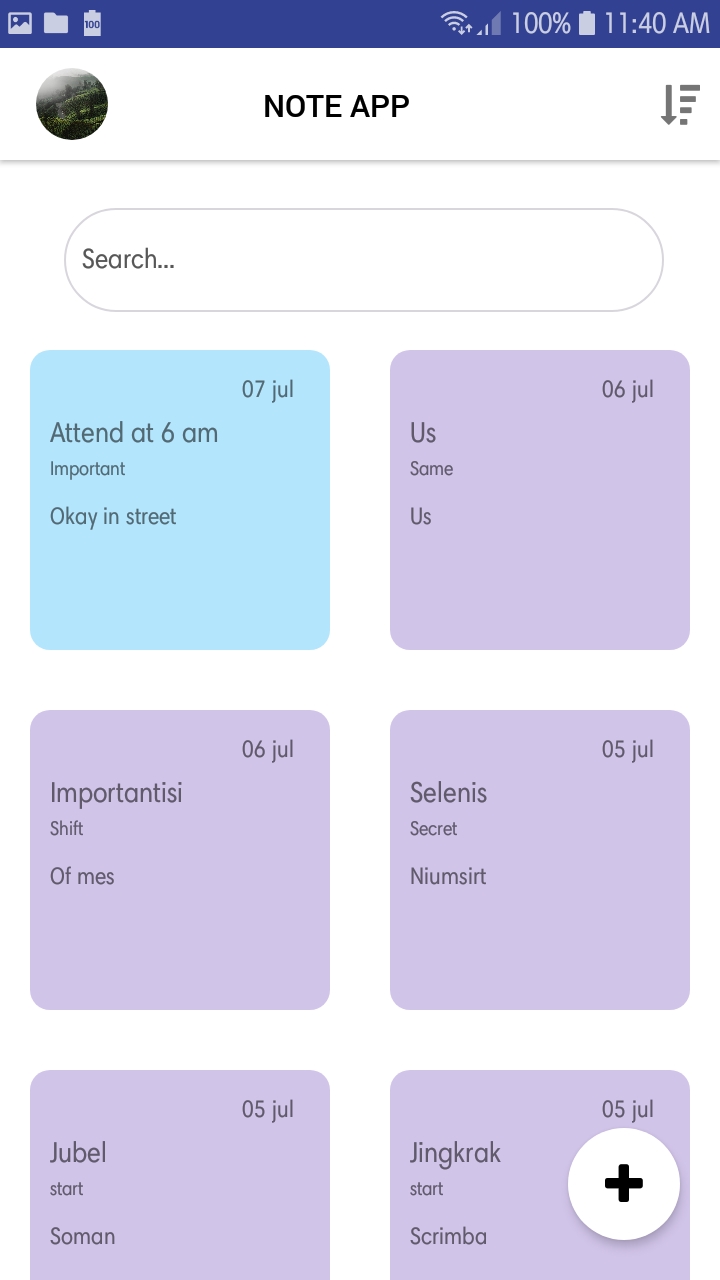 100
100% 11:40 AM
NOTE APP
Search...
07 jul
Attend at 6 am
Important
Okay in street
06 jul
Us
Same
Us
06 jul
Importantisi
Shift
Of mes
05 jul
Selenis
Secret
Niumsirt
05 jul
Jubel
start
Soman
05 jul
Jingkrak
start
Scrimba